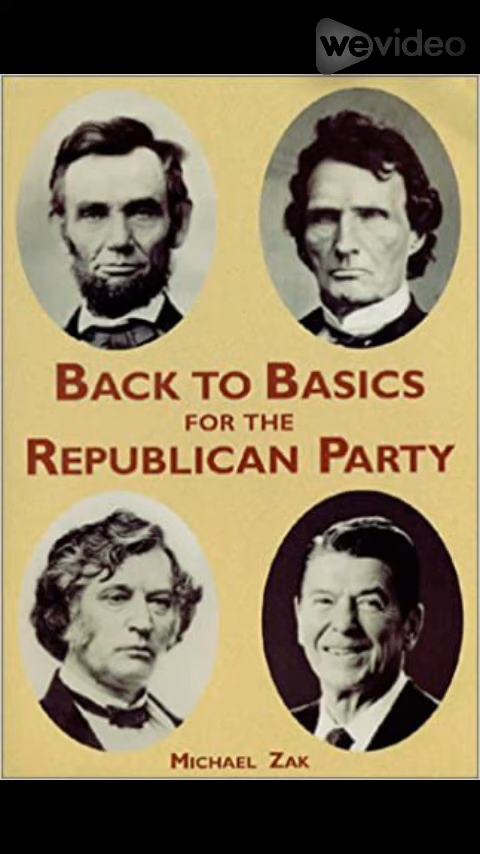 wevideo
BACK TO BASICS
FOR THE
REPUBLICAN PARTY
MICHAEL ZAK